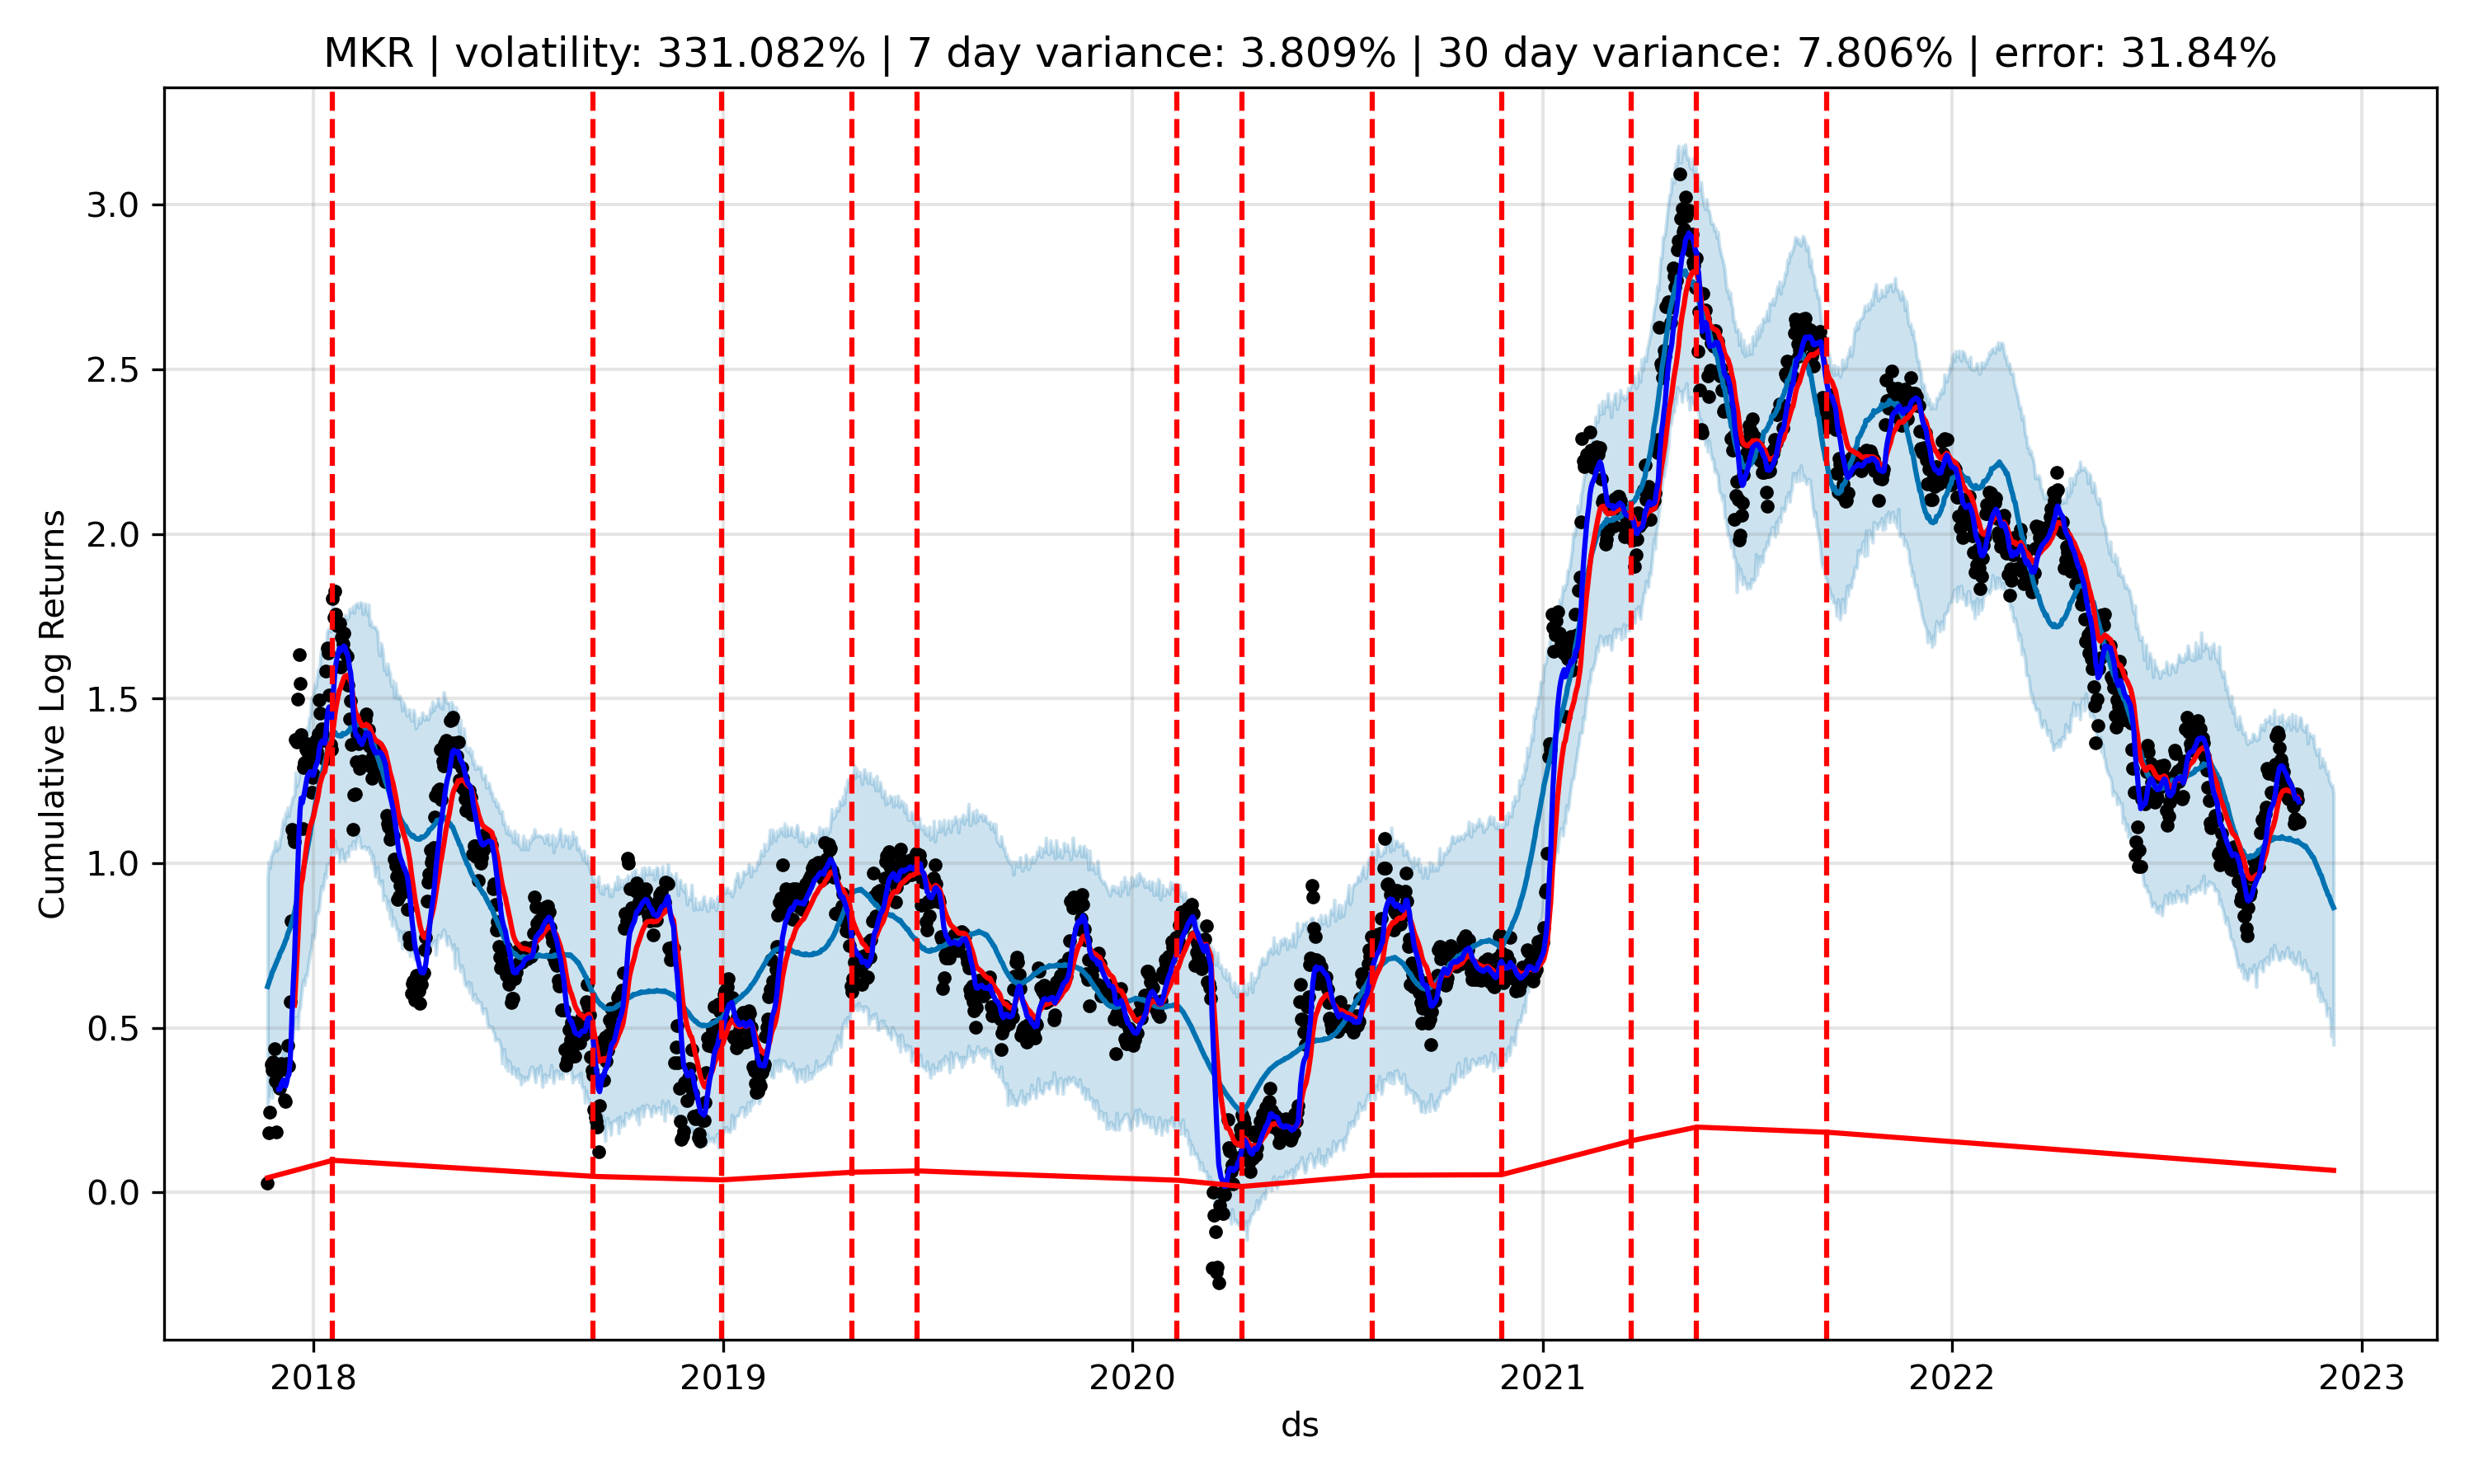 MKR | volatility: 331.082% | 7 day variance: 3.809% | 30 day variance: 7.806% | error: 31.84%
Cumulative Log Returns
3.0
2.5
2.0
1.5
1.0
0.5
0.0
2018 2019 2020 2021 2022 2023
ds